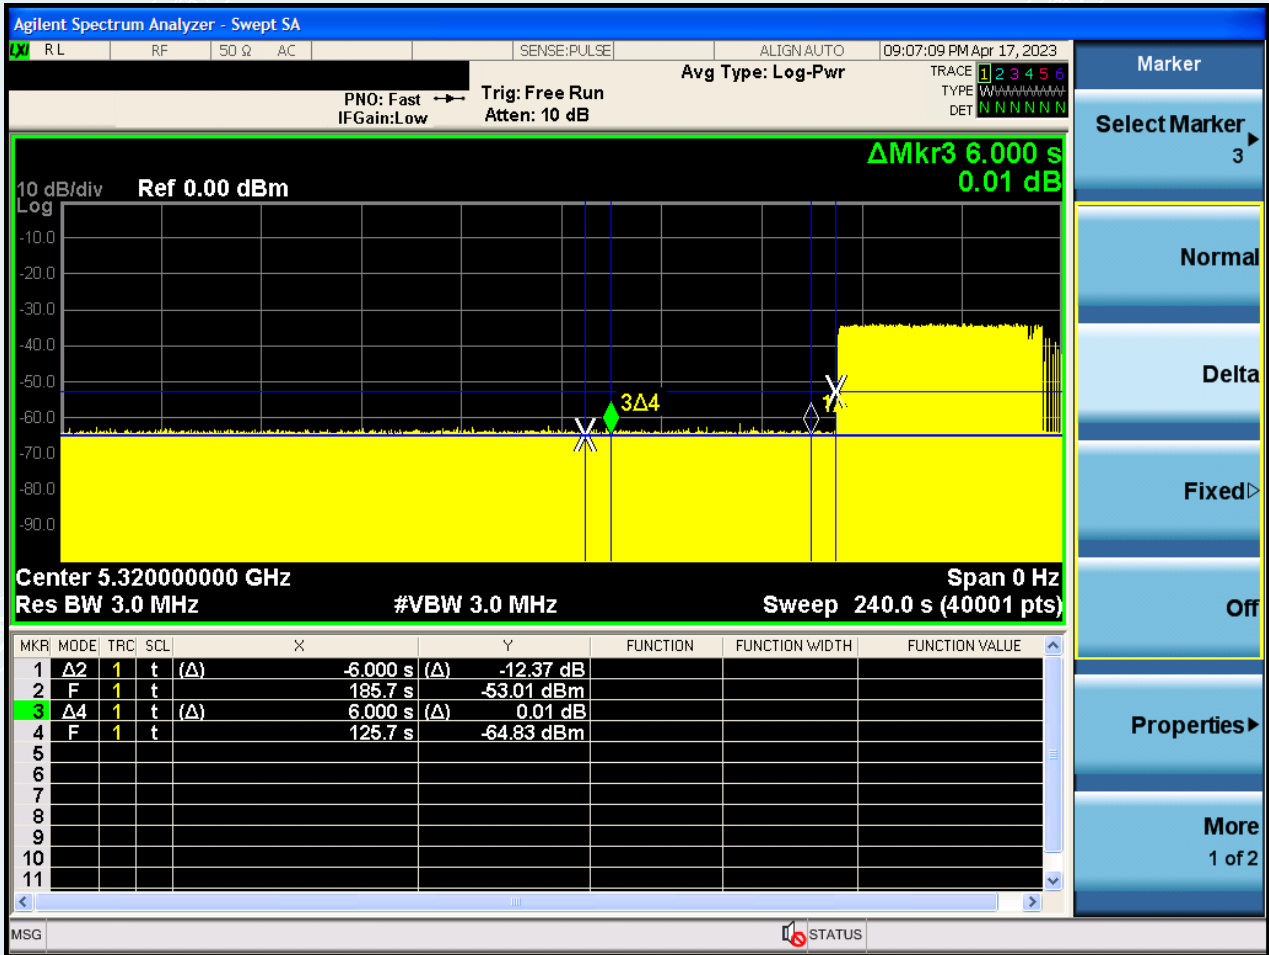 Agilent Spectrum Analyzer - Swept SA
LXI RL RF 50 Ω AC SENSE:PULSE ALIGN AUTO 09:07:09 PM Apr 17, 2023
Avg Type: Log-Pwr TRACE 1 2 3 4 5 6
PNO: Fast Trig: Free Run TYPE WWWWWW
IFGain:Low Atten: 10 dB DET N N N N N N
ΔMkr3 6.000 s
0.01 dB
10 dB/div Ref 0.00 dBm
Log
-10.0
-20.0
-30.0
-40.0
-50.0
-60.0
-70.0
-80.0
-90.0
3Δ4
Center 5.320000000 GHz Span 0 Hz
Res BW 3.0 MHz #VBW 3.0 MHz Sweep 240.0 s (40001 pts)
MKR MODE TRC SCL X Y FUNCTION FUNCTION WIDTH FUNCTION VALUE
1 Δ2 1 t (Δ) -6.000 s (Δ) -12.37 dB
2 F 1 t 185.7 s -53.01 dBm
3 Δ4 1 t (Δ) 6.000 s (Δ) 0.01 dB
4 F 1 t 125.7 s -64.83 dBm
5
6
7
8
9
10
11
MSG STATUS
Marker
Select Marker
3
Normal
Delta
Fixed
Off
Properties
More
1 of 2